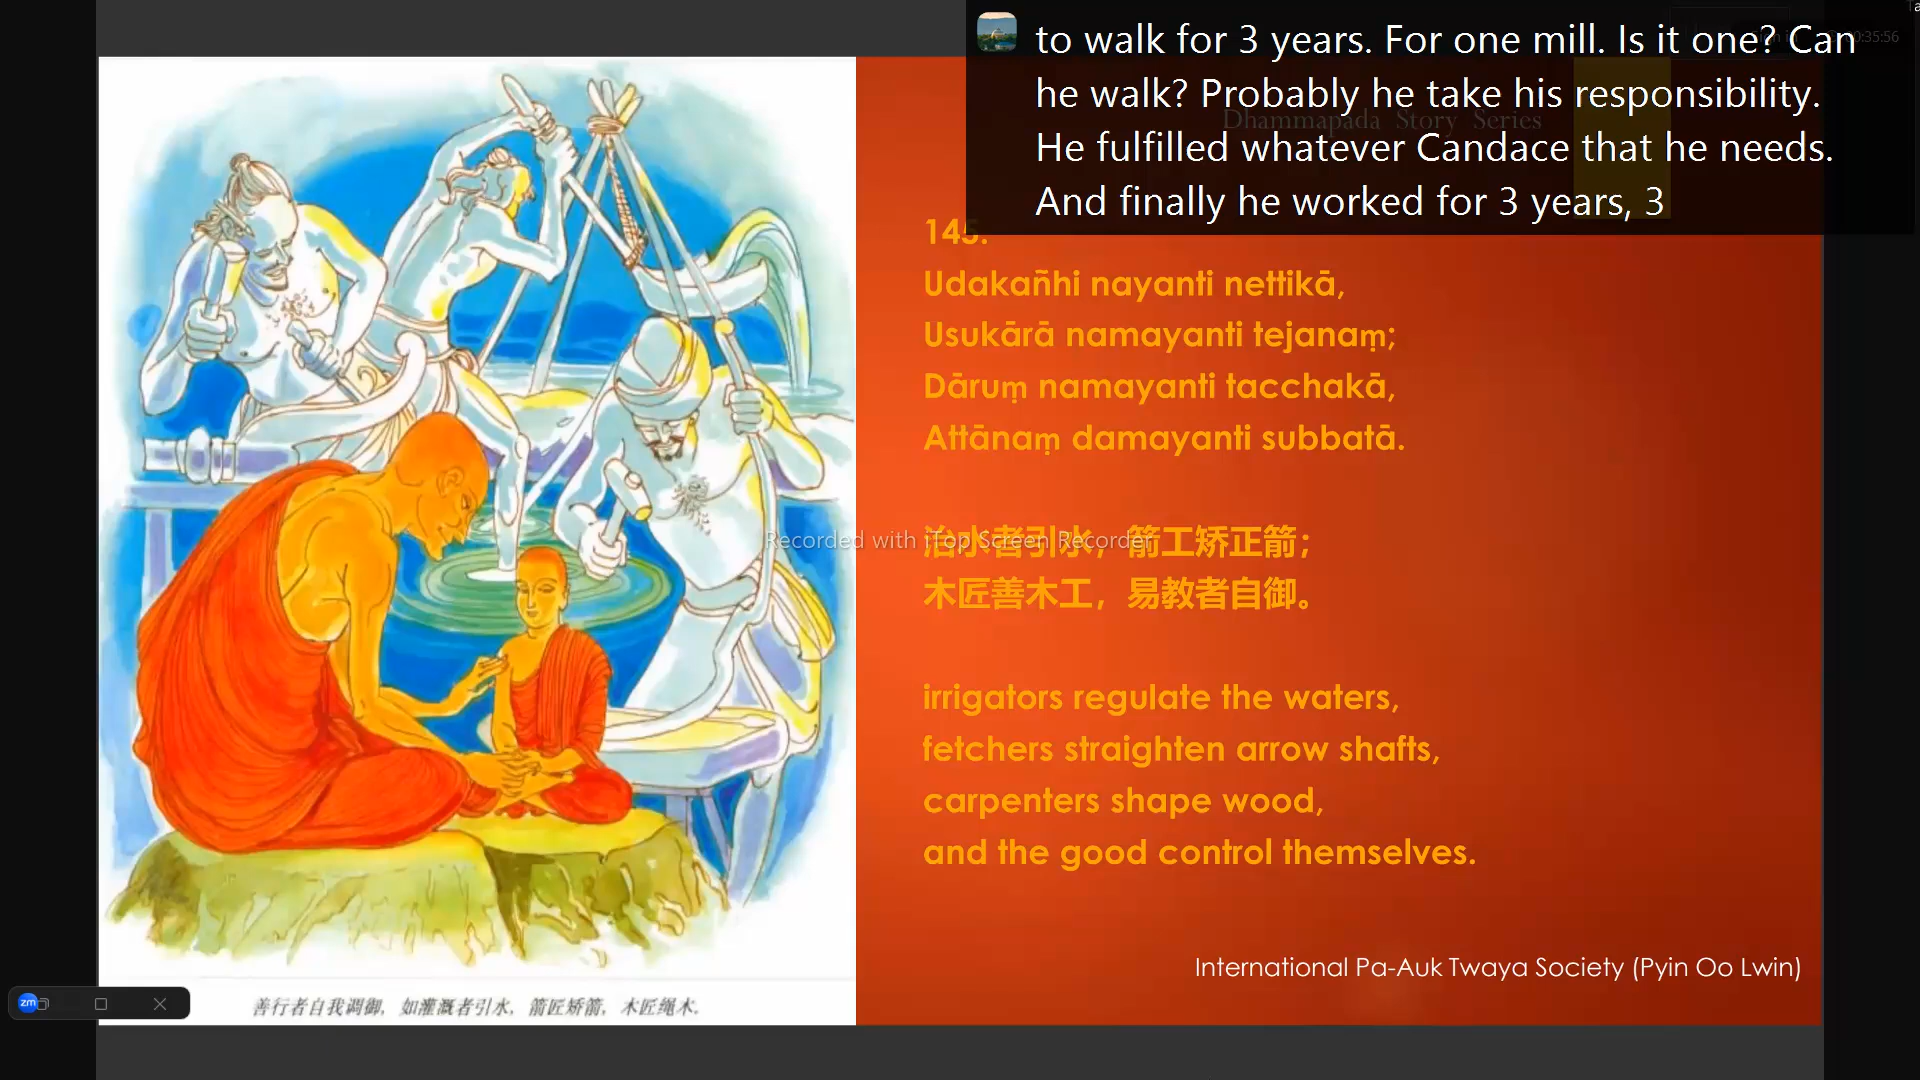 to walk for 3 years. For one mill. Is it one? Can
he walk? Probably he take his responsibility.
He fulfilled whatever Candace that he needs.
And finally he worked for 3 years, 3
35:56
Dhammapada Story Series
145.
Udakañhi nayanti nettikā,
Usukārā namayanti tejanaṃ;
Dāruṃ namayanti tacchakā,
Attānaṃ damayanti subbatā.
治水者引水，箭工矫正箭；
木匠善木工，易教者自御。
Recorded with iTop Screen Recorder
irrigators regulate the waters,
fetchers straighten arrow shafts,
carpenters shape wood,
and the good control themselves.
International Pa-Auk Twaya Society (Pyin Oo Lwin)
zm
善行者自我调御，如灌溉者引水，箭匠矫箭，木匠绳木.